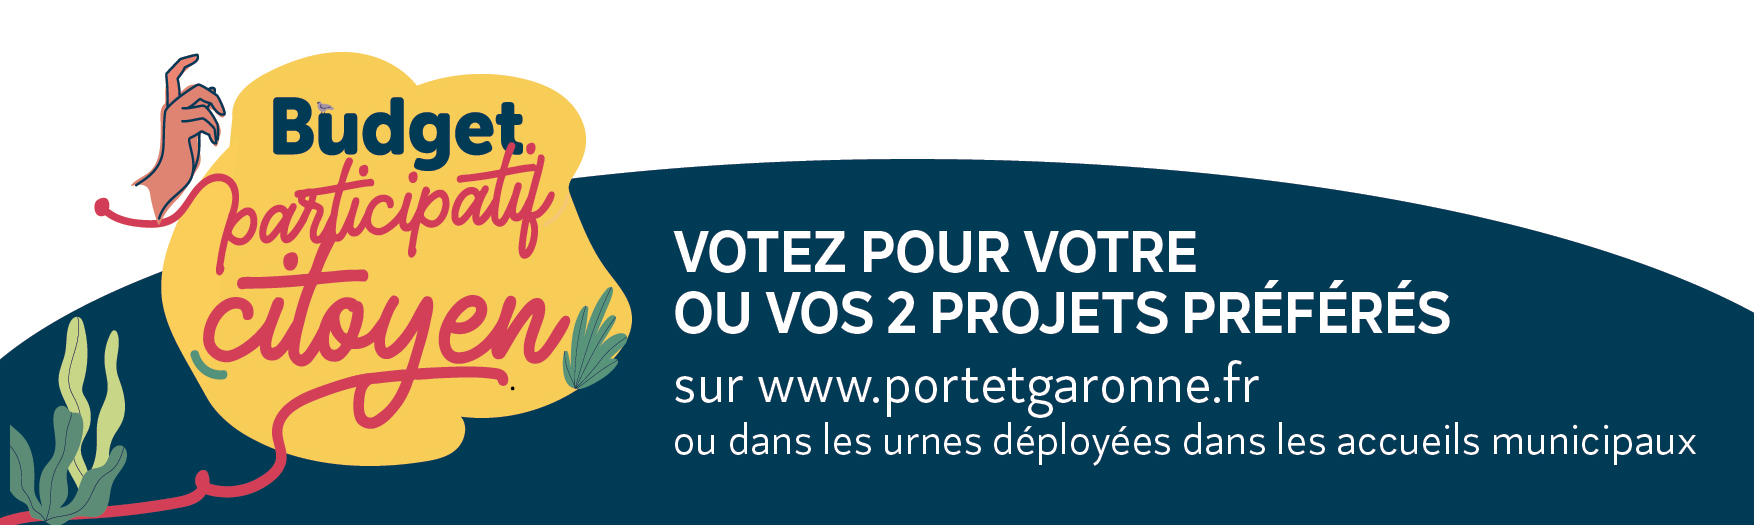 Budget
participatif
citoyen
VOTEZ POUR VOTRE
OU VOS 2 PROJETS PRÉFÉRÉS
sur www.portetgaronne.fr
ou dans les urnes déployées dans les accueils municipaux